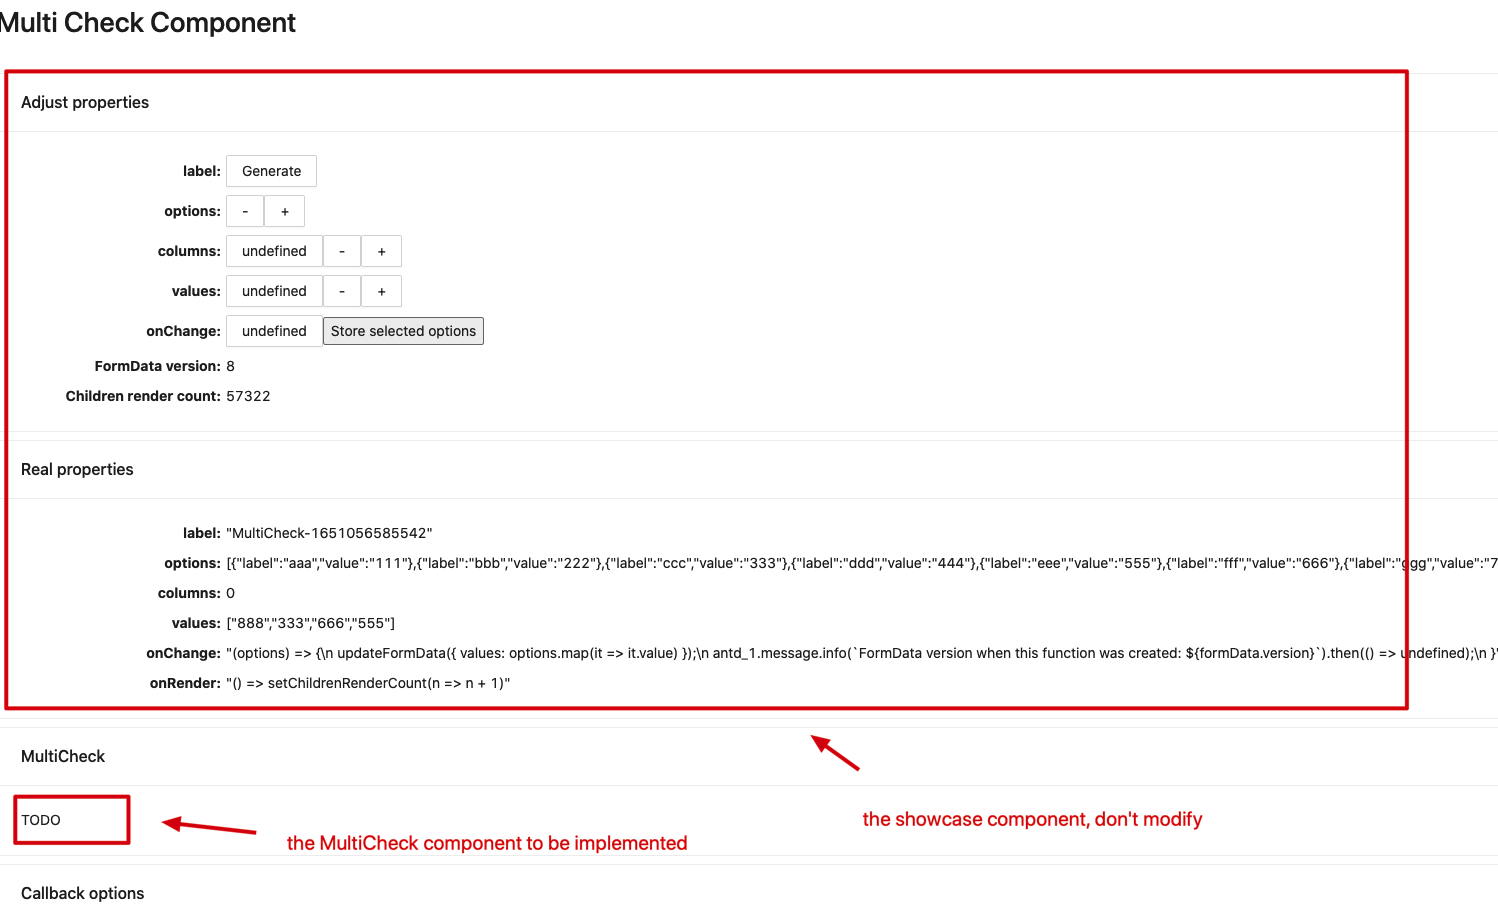 Multi Check Component
Adjust properties
label: Generate
options: - +
columns: undefined - +
values: undefined - +
onChange: undefined Store selected options
FormData version: 8
Children render count: 57322
Real properties
label: "MultiCheck-1651056585542"
options: [{"label":"aaa","value":"111"},{"label":"bbb","value":"222"},{"label":"ccc","value":"333"},{"label":"ddd","value":"444"},{"label":"eee","value":"555"},{"label":"fff","value":"666"},{"label":"ggg","value":"7
columns: 0
values: ["888","333","666","555"]
onChange: "(options) => {\n updateFormData({ values: options.map(it => it.value) });\n antd_1.message.info(`FormData version when this function was created: ${formData.version}`).then(() => undefined);\n }"
onRender: "() => setChildrenRenderCount(n => n + 1)"
MultiCheck
TODO
the showcase component, don't modify
the MultiCheck component to be implemented
Callback options